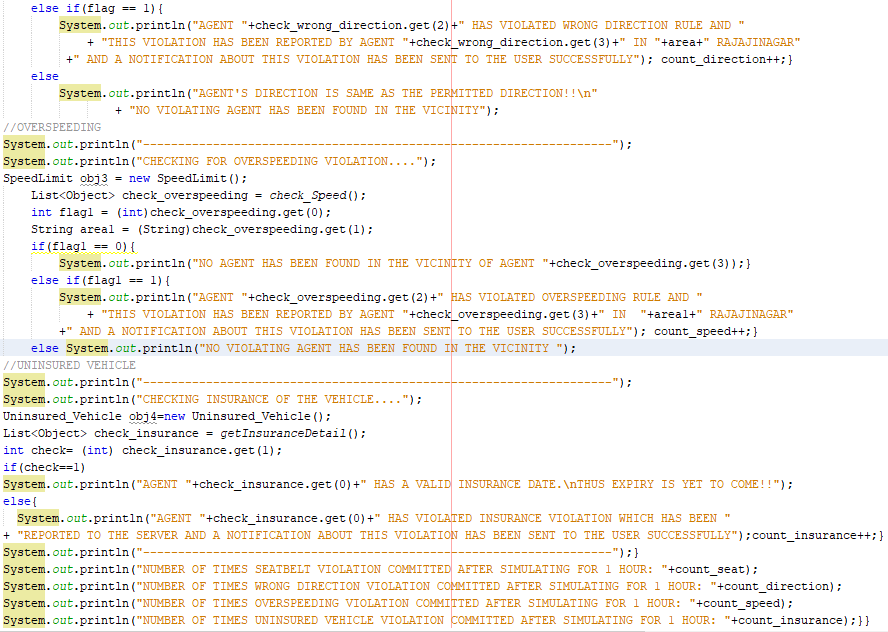 else if(flag == 1){
System.out.println("AGENT "+check_wrong_direction.get(2)+" HAS VIOLATED WRONG DIRECTION RULE AND "
+ "THIS VIOLATION HAS BEEN REPORTED BY AGENT "+check_wrong_direction.get(3)+" IN "+area+" RAJAJINAGAR"
+" AND A NOTIFICATION ABOUT THIS VIOLATION HAS BEEN SENT TO THE USER SUCCESSFULLY"); count_direction++;}
else
System.out.println("AGENT'S DIRECTION IS SAME AS THE PERMITTED DIRECTION!!\n"
+ "NO VIOLATING AGENT HAS BEEN FOUND IN THE VICINITY");
//OVERSPEEDING
System.out.println("-------------------------------------------------------------------");
System.out.println("CHECKING FOR OVERSPEEDING VIOLATION....");
SpeedLimit obj3 = new SpeedLimit();
List<Object> check_overspeeding = check_Speed();
int flag1 = (int)check_overspeeding.get(0);
String area1 = (String)check_overspeeding.get(1);
if(flag1 == 0){
System.out.println("NO AGENT HAS BEEN FOUND IN THE VICINITY OF AGENT "+check_overspeeding.get(3));}
else if(flag1 == 1){
System.out.println("AGENT "+check_overspeeding.get(2)+" HAS VIOLATED OVERSPEEDING RULE AND "
+ "THIS VIOLATION HAS BEEN REPORTED BY AGENT "+check_overspeeding.get(3)+" IN  "+area1+" RAJAJINAGAR"
+" AND A NOTIFICATION ABOUT THIS VIOLATION HAS BEEN SENT TO THE USER SUCCESSFULLY"); count_speed++;}
else System.out.println("NO VIOLATING AGENT HAS BEEN FOUND IN THE VICINITY ");
//UNINSURED VEHICLE
System.out.println("-------------------------------------------------------------------");
System.out.println("CHECKING INSURANCE OF THE VEHICLE....");
Uninsured_Vehicle obj4=new Uninsured_Vehicle();
List<Object> check_insurance = getInsuranceDetail();
int check= (int) check_insurance.get(1);
if(check==1)
System.out.println("AGENT "+check_insurance.get(0)+" HAS A VALID INSURANCE DATE.\nTHUS EXPIRY IS YET TO COME!!");
else{
System.out.println("AGENT "+check_insurance.get(0)+" HAS VIOLATED INSURANCE VIOLATION WHICH HAS BEEN "
+ "REPORTED TO THE SERVER AND A NOTIFICATION ABOUT THIS VIOLATION HAS BEEN SENT TO THE USER SUCCESSFULLY");count_insurance++;}
System.out.println("-------------------------------------------------------------------");}
System.out.println("NUMBER OF TIMES SEATBELT VIOLATION COMMITTED AFTER SIMULATING FOR 1 HOUR: "+count_seat);
System.out.println("NUMBER OF TIMES WRONG DIRECTION VIOLATION COMMITTED AFTER SIMULATING FOR 1 HOUR: "+count_direction);
System.out.println("NUMBER OF TIMES OVERSPEEDING VIOLATION COMMITTED AFTER SIMULATING FOR 1 HOUR: "+count_speed);
System.out.println("NUMBER OF TIMES UNINSURED VEHICLE VIOLATION COMMITTED AFTER SIMULATING FOR 1 HOUR: "+count_insurance);}}